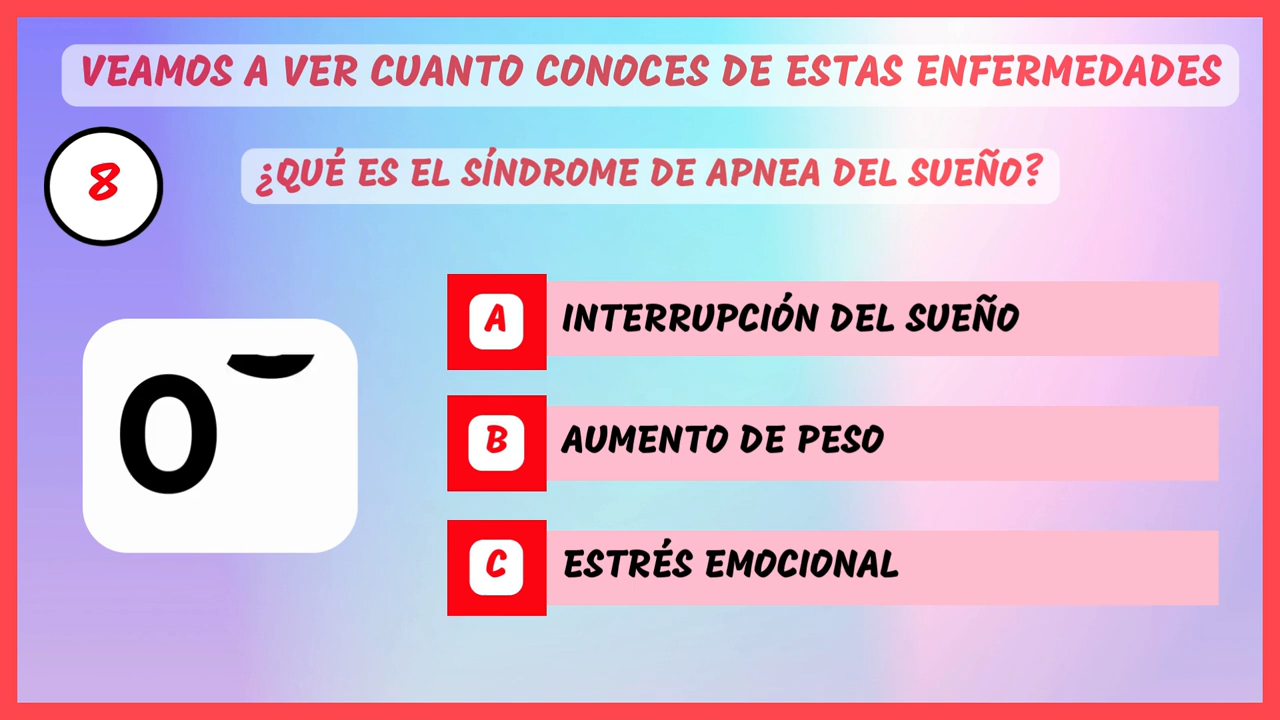 VEAMOS A VER CUANTO CONOCES DE ESTAS ENFERMEDADES
8
¿QUÉ ES EL SÍNDROME DE APNEA DEL SUEÑO?
A INTERRUPCIÓN DEL SUEÑO
0
B AUMENTO DE PESO
C ESTRÉS EMOCIONAL